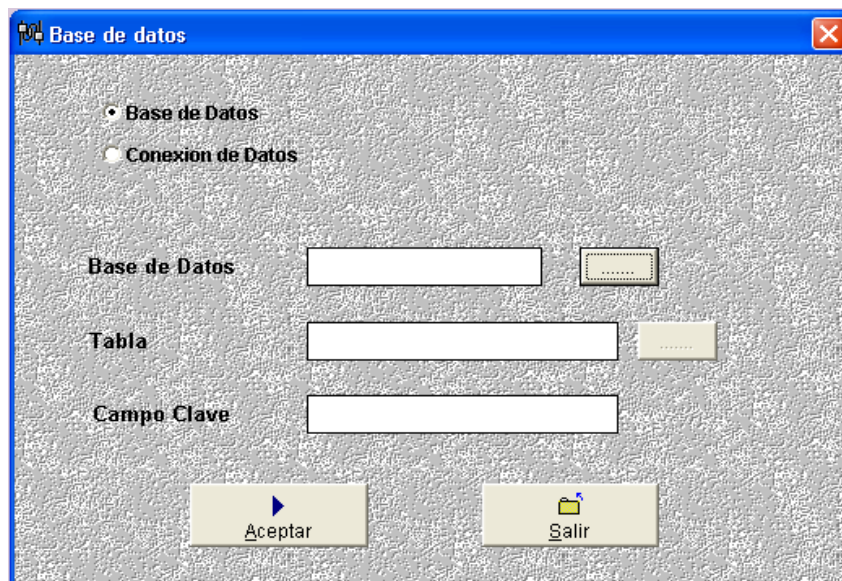 Base de datos
Base de Datos
Conexion de Datos
Base de Datos
.......
Tabla
.......
Campo Clave
Aceptar
Salir